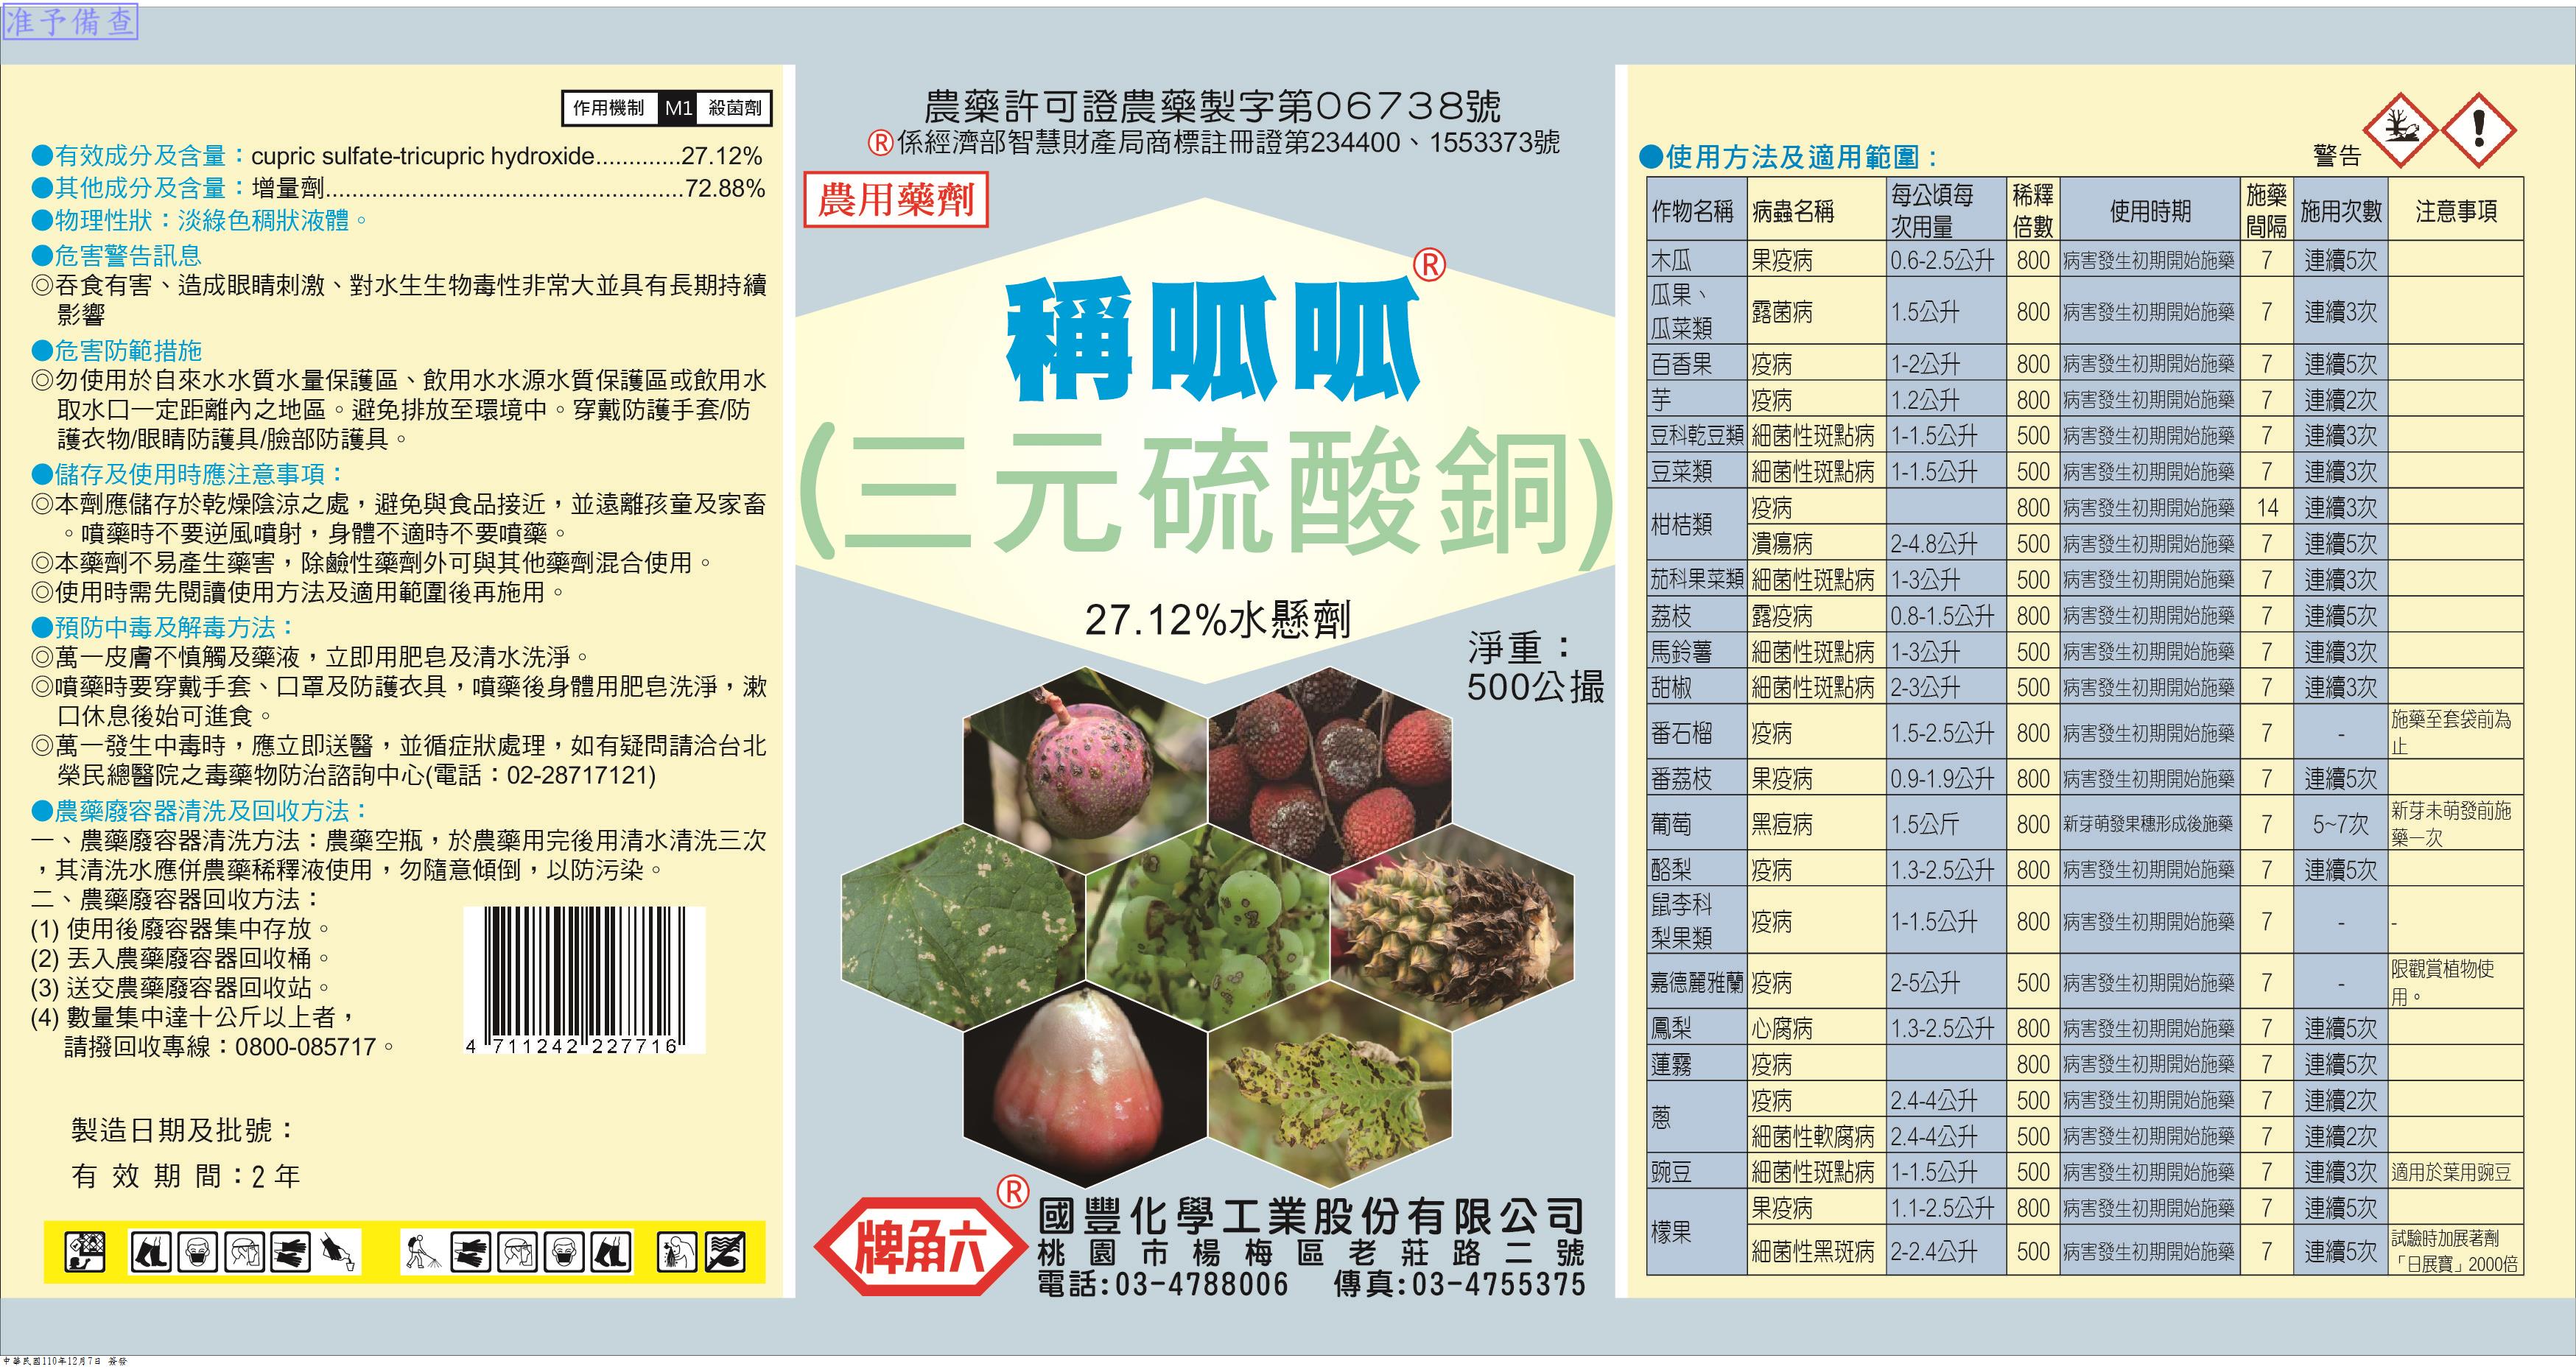 准予備查
作用機制 M1 殺菌劑
●有效成分及含量：cupric sulfate-tricupric hydroxide.............27.12%
●其他成分及含量：增量劑......................................................72.88%
●物理性狀：淡綠色稠狀液體。
●危害警告訊息
◎吞食有害、造成眼睛刺激、對水生生物毒性非常大並具有長期持續
影響
●危害防範措施
◎勿使用於自來水水質水量保護區、飲用水水源水質保護區或飲用水
取水口一定距離內之地區。避免排放至環境中。穿戴防護手套/防
護衣物/眼睛防護具/臉部防護具。
●儲存及使用時應注意事項：
◎本劑應儲存於乾燥陰涼之處，避免與食品接近，並遠離孩童及家畜
。噴藥時不要逆風噴射，身體不適時不要噴藥。
◎本藥劑不易產生藥害，除鹼性藥劑外可與其他藥劑混合使用。
◎使用時需先閱讀使用方法及適用範圍後再施用。
●預防中毒及解毒方法：
◎萬一皮膚不慎觸及藥液，立即用肥皂及清水洗淨。
◎噴藥時要穿戴手套、口罩及防護衣具，噴藥後身體用肥皂洗淨，漱
口休息後始可進食。
◎萬一發生中毒時，應立即送醫，並循症狀處理，如有疑問請洽台北
榮民總醫院之毒藥物防治諮詢中心(電話：02-28717121)
●農藥廢容器清洗及回收方法：
一、農藥廢容器清洗方法：農藥空瓶，於農藥用完後用清水清洗三次
，其清洗水應併農藥稀釋液使用，勿隨意傾倒，以防污染。
二、農藥廢容器回收方法：
(1) 使用後廢容器集中存放。
(2) 丟入農藥廢容器回收桶。
(3) 送交農藥廢容器回收站。
(4) 數量集中達十公斤以上者，
請撥回收專線：0800-085717。
4 711242 227716
製造日期及批號：
有 效 期 間：2 年
農藥許可證農藥製字第06738號
®係經濟部智慧財產局商標註冊證第234400、1553373號
農用藥劑
稱呱呱®
(三元硫酸銅)
27.12%水懸劑
淨重：
500公撮
牌角六®
國豐化學工業股份有限公司
桃園市楊梅區老莊路二號
電話:03-4788006 傳真:03-4755375
●使用方法及適用範圍：
警告
作物名稱 病蟲名稱 每公頃每次用量 稀釋倍數 使用時期 施藥間隔 施用次數 注意事項
木瓜 果疫病 0.6-2.5公升 800 病害發生初期開始施藥 7 連續5次
瓜果、瓜菜類 露菌病 1.5公升 800 病害發生初期開始施藥 7 連續3次
百香果 疫病 1-2公升 800 病害發生初期開始施藥 7 連續5次
芋 疫病 1.2公升 800 病害發生初期開始施藥 7 連續2次
豆科乾豆類 細菌性斑點病 1-1.5公升 500 病害發生初期開始施藥 7 連續3次
豆菜類 細菌性斑點病 1-1.5公升 500 病害發生初期開始施藥 7 連續3次
柑桔類 疫病 800 病害發生初期開始施藥 14 連續3次
潰瘍病 2-4.8公升 500 病害發生初期開始施藥 7 連續5次
茄科果菜類 細菌性斑點病 1-3公升 500 病害發生初期開始施藥 7 連續3次
荔枝 露疫病 0.8-1.5公升 800 病害發生初期開始施藥 7 連續5次
馬鈴薯 細菌性斑點病 1-3公升 500 病害發生初期開始施藥 7 連續3次
甜椒 細菌性斑點病 2-3公升 500 病害發生初期開始施藥 7 連續3次
番石榴 疫病 1.5-2.5公升 800 病害發生初期開始施藥 7 - 施藥至套袋前為止
番荔枝 果疫病 0.9-1.9公升 800 病害發生初期開始施藥 7 連續5次
葡萄 黑痘病 1.5公斤 800 新芽萌發果穗形成後施藥 7 5~7次 新芽未萌發前施藥一次
酪梨 疫病 1.3-2.5公升 800 病害發生初期開始施藥 7 連續5次
鼠李科梨果類 疫病 1-1.5公升 800 病害發生初期開始施藥 7 - -
嘉德麗雅蘭 疫病 2-5公升 500 病害發生初期開始施藥 7 - 限觀賞植物使用。
鳳梨 心腐病 1.3-2.5公升 800 病害發生初期開始施藥 7 連續5次
蓮霧 疫病 800 病害發生初期開始施藥 7 連續5次
蔥 疫病 2.4-4公升 500 病害發生初期開始施藥 7 連續2次
細菌性軟腐病 2.4-4公升 500 病害發生初期開始施藥 7 連續2次
豌豆 細菌性斑點病 1-1.5公升 500 病害發生初期開始施藥 7 連續3次 適用於葉用豌豆
檬果 果疫病 1.1-2.5公升 800 病害發生初期開始施藥 7 連續5次
細菌性黑斑病 2-2.4公升 500 病害發生初期開始施藥 7 連續5次 試驗時加展著劑「日展寶」2000倍
中華民國110年12月7日 簽發